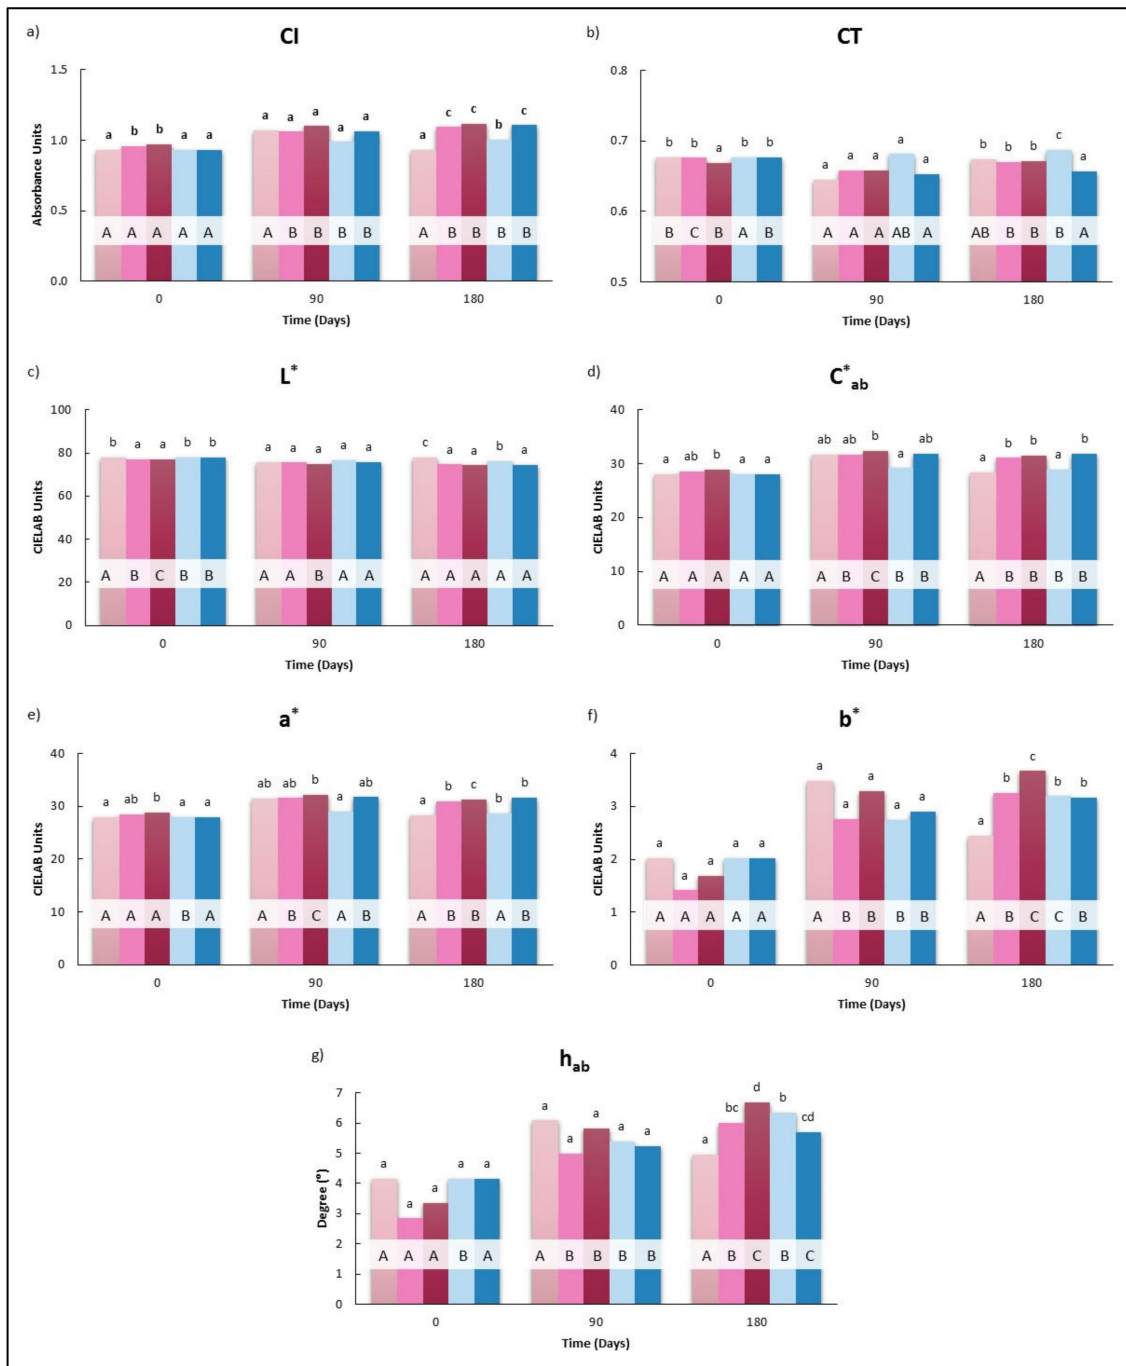 a)
CI
Absorbance Units
1.5
1.0
0.5
0.0
a b b a a
a a a a a
a c c b c
A A A A A
A B B B B
A B B B B
0 90 180
Time (Days)
b)
CT
0.8
0.7
0.6
0.5
b b a b b
a a a a a
b b b c a
B C B A B
A A A AB A
AB B B B A
0 90 180
Time (Days)
c)
L*
CIELAB Units
100
80
60
40
20
0
b a a b b
a a a a a
c a a b a
A B C B B
A A B A A
A A A A A
0 90 180
Time (Days)
d)
C*ab
CIELAB Units
40
30
20
10
0
a ab b a a
ab ab b a ab
a b b a b
A A A A A
A B C B B
A B B B B
0 90 180
Time (Days)
e)
a*
CIELAB Units
40
30
20
10
0
a ab b a a
ab ab b a ab
a b c b b
A A A B A
A B C A B
A B B A B
0 90 180
Time (Days)
f)
b*
CIELAB Units
4
3
2
1
0
a a a a a
a a a a a
a b c b b
A A A A A
A B B B B
A B C C B
0 90 180
Time (Days)
g)
hab
Degree (º)
7
6
5
4
3
2
1
0
a a a a a
a a a a a
a bc d b cd
A A A B A
A B B B B
A B C B C
0 90 180
Time (Days)